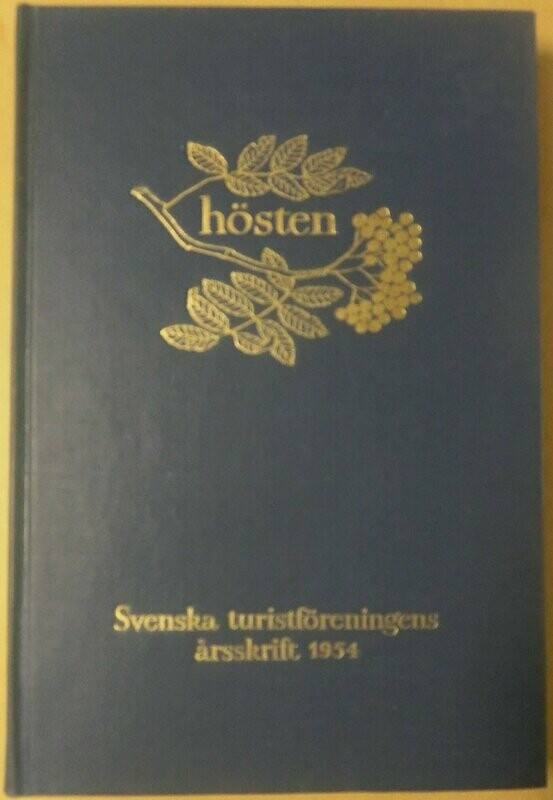 hösten
Svenska turistföreningens
årsskrift 1954